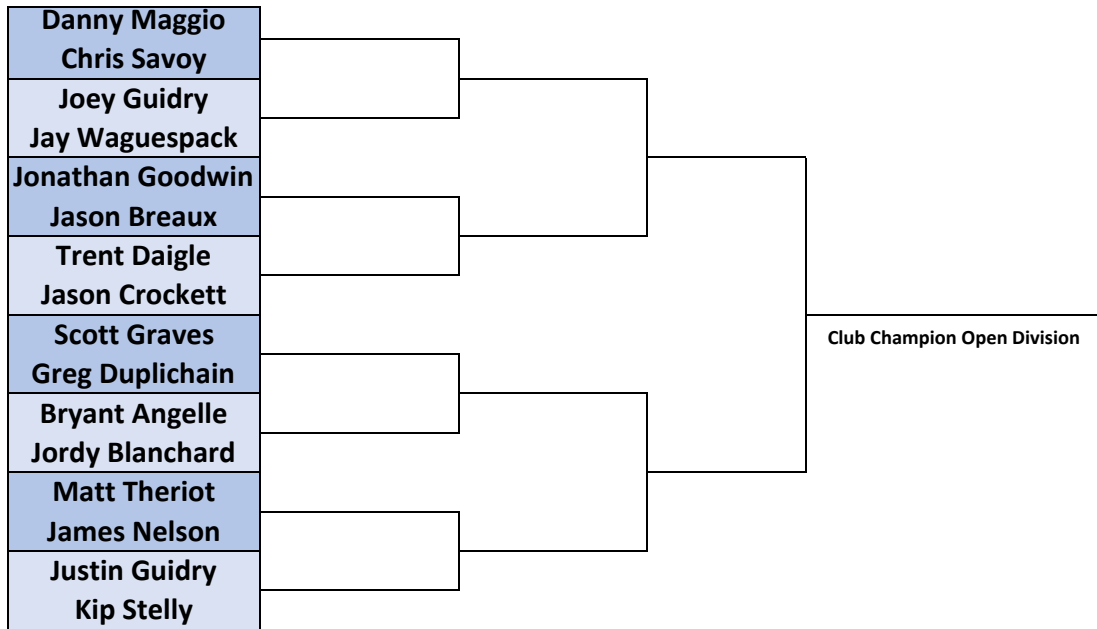 Danny Maggio
Chris Savoy
Joey Guidry
Jay Waguespack
Jonathan Goodwin
Jason Breaux
Trent Daigle
Jason Crockett
Scott Graves
Greg Duplichain
Bryant Angelle
Jordy Blanchard
Matt Theriot
James Nelson
Justin Guidry
Kip Stelly
Club Champion Open Division